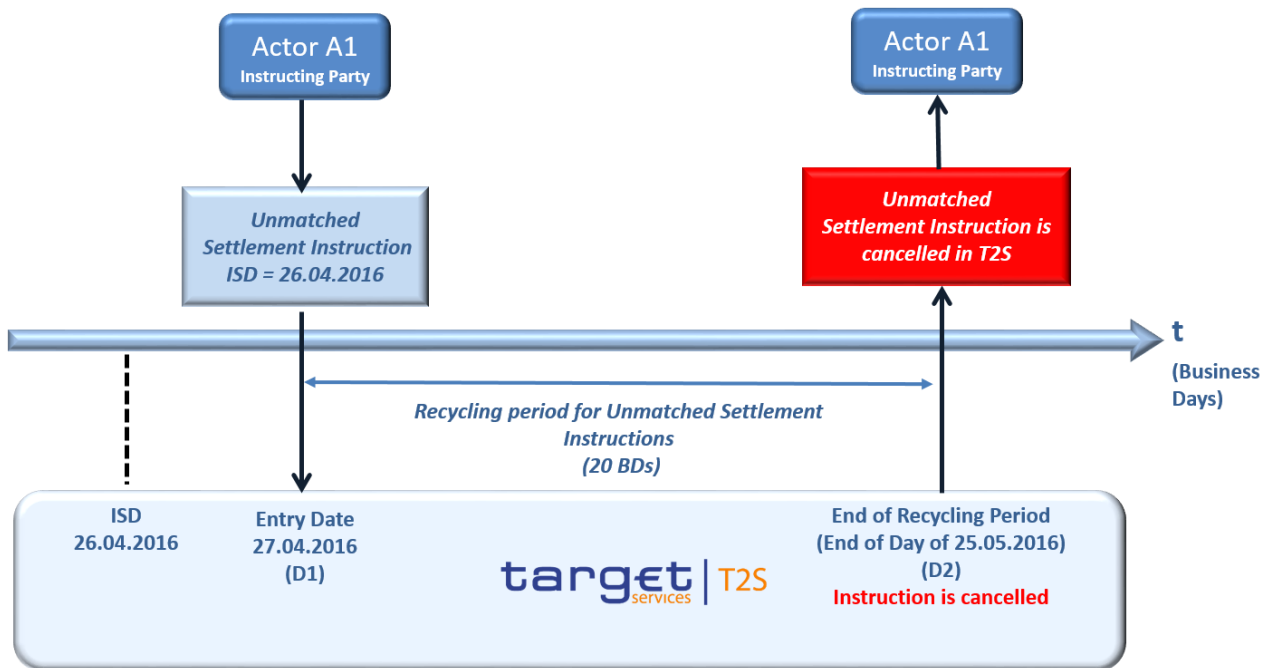 Actor A1
Instructing Party
Actor A1
Instructing Party
Unmatched
Settlement Instruction
ISD = 26.04.2016
Unmatched
Settlement Instruction is
cancelled in T2S
t
(Business
Days)
Recycling period for Unmatched Settlement
Instructions
(20 BDs)
ISD
26.04.2016
Entry Date
27.04.2016
(D1)
target | T2S
services
End of Recycling Period
(End of Day of 25.05.2016)
(D2)
Instruction is cancelled